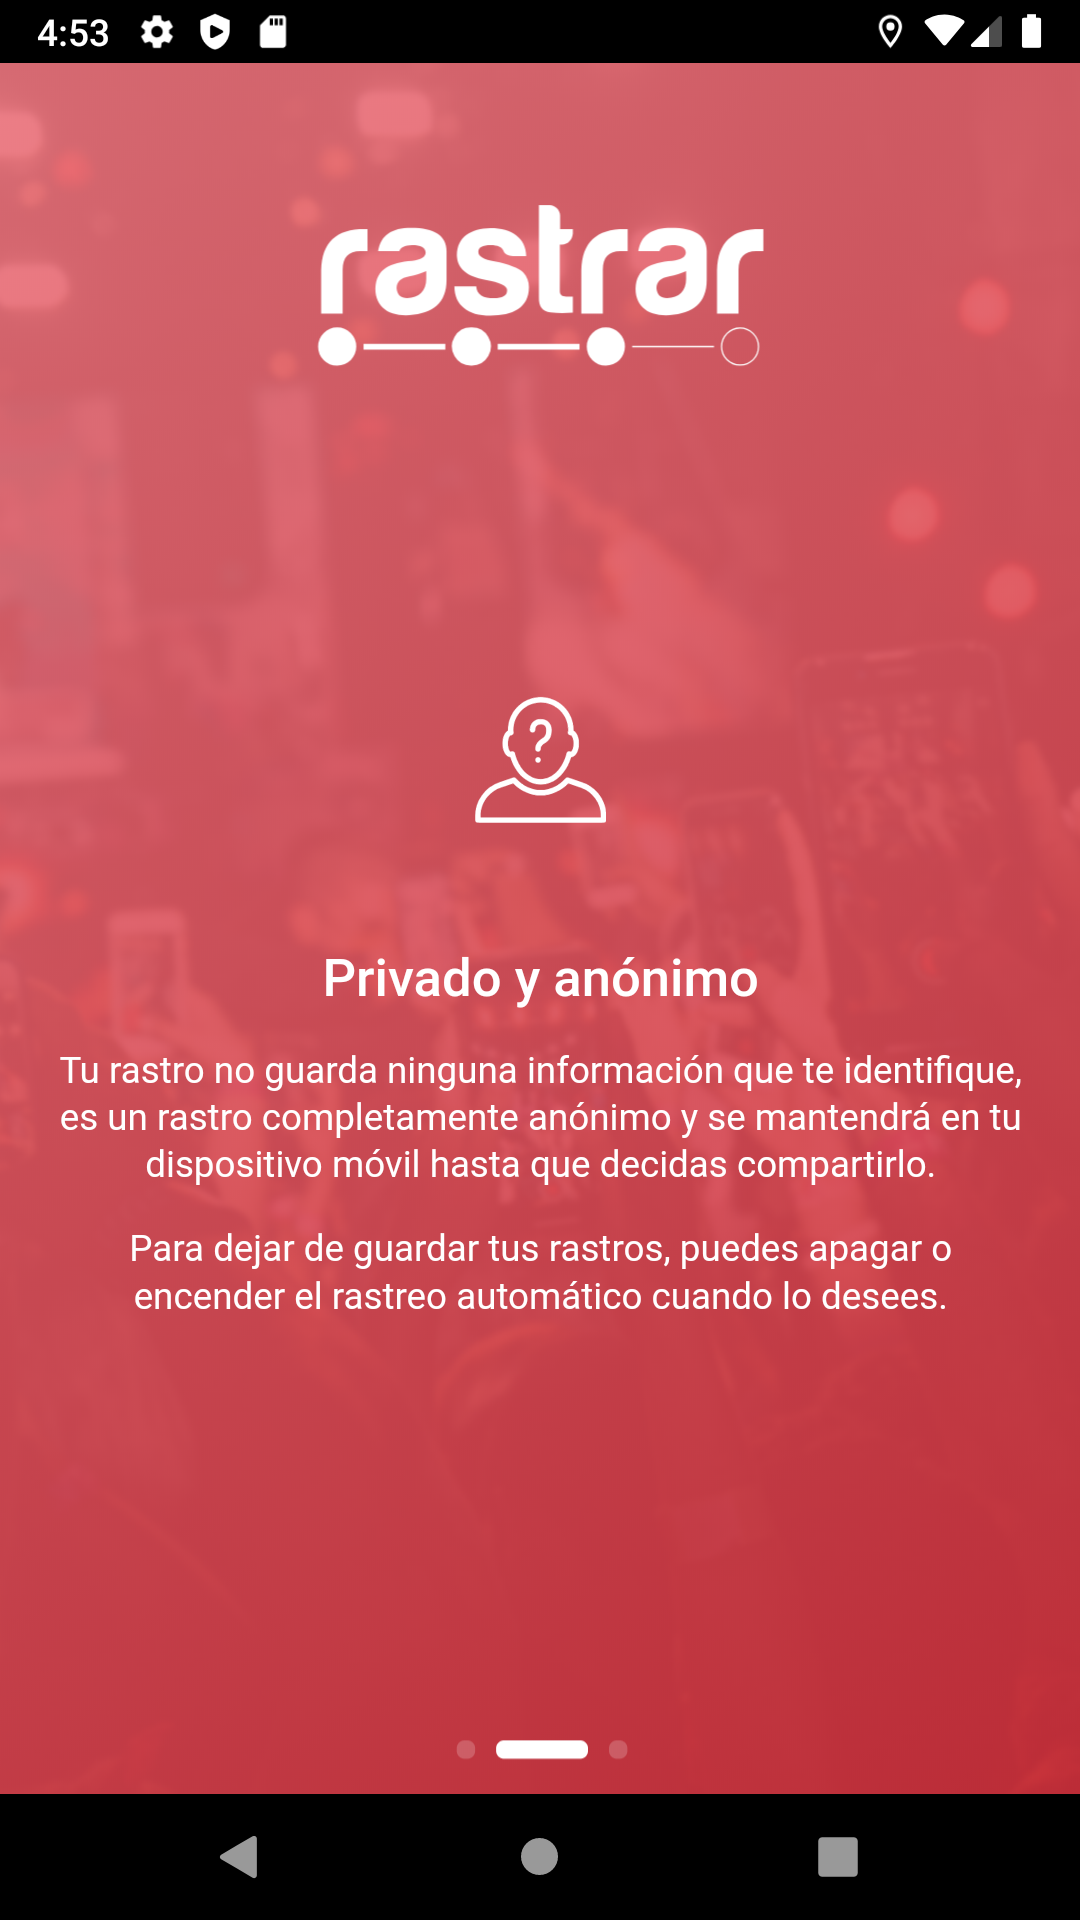 4:53
rastrar
?
Privado y anónimo
Tu rastro no guarda ninguna información que te identifique,
es un rastro completamente anónimo y se mantendrá en tu
dispositivo móvil hasta que decidas compartirlo.
Para dejar de guardar tus rastros, puedes apagar o
encender el rastreo automático cuando lo desees.